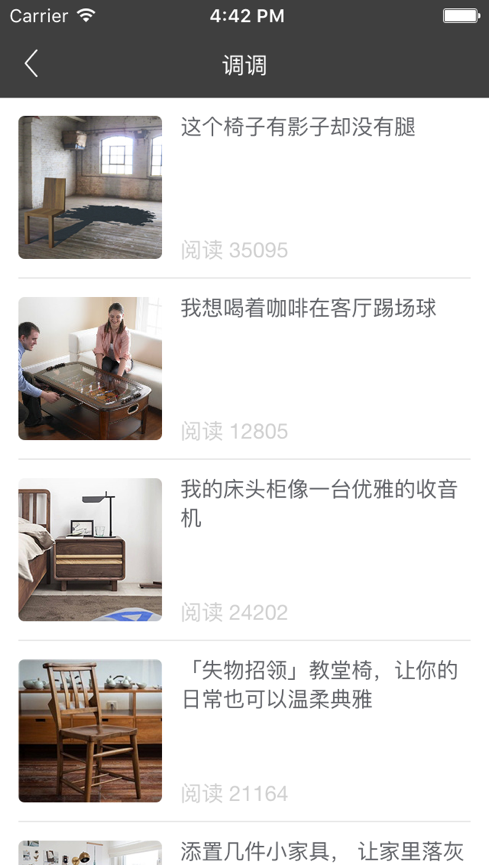 Carrier
4:42 PM
调调
这个椅子有影子却没有腿
阅读 35095
我想喝着咖啡在客厅踢场球
阅读 12805
我的床头柜像一台优雅的收音
机
阅读 24202
「失物招领」教堂椅，让你的
日常也可以温柔典雅
阅读 21164
添置几件小家具， 让家里落灰